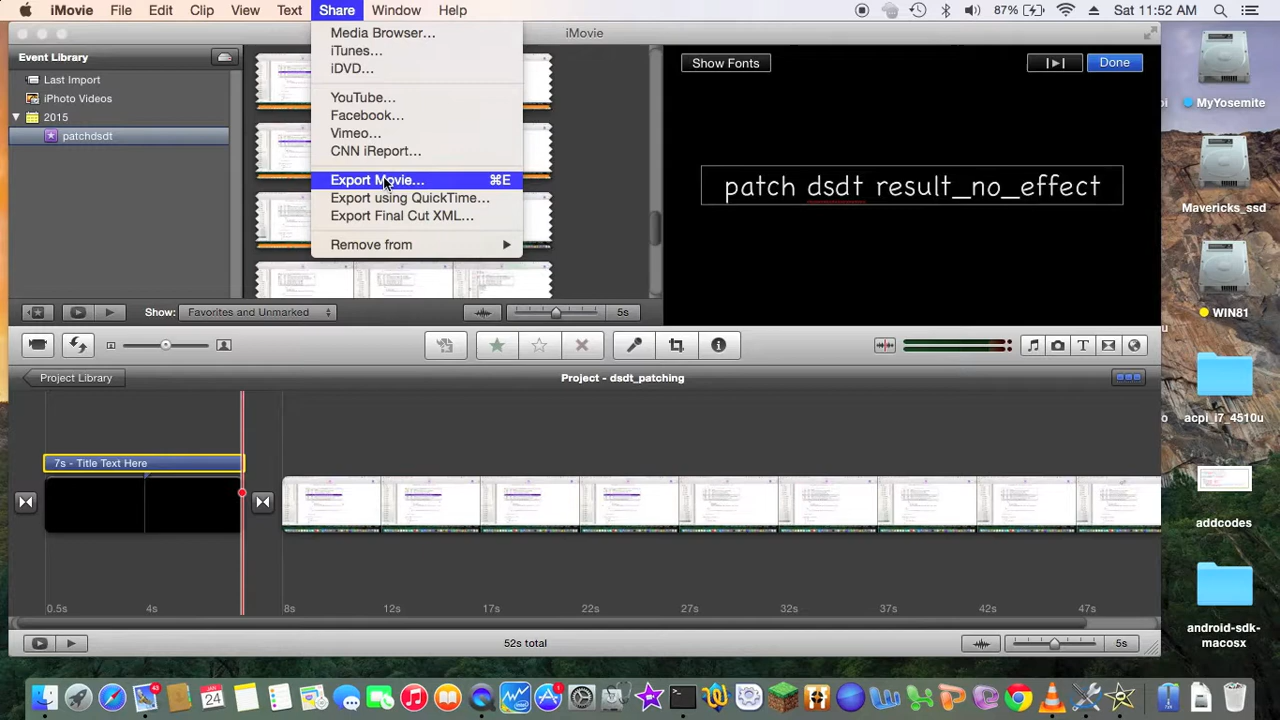 iMovie File Edit Clip View Text Share Window Help 87% Sat 11:52 AM
iMovie
Event Library
Last Import
iPhoto Videos
2015
patchdsdt
Media Browser...
iTunes...
iDVD...
YouTube...
Facebook...
Vimeo...
CNN iReport...
Export Movie... ⌘E
Export using QuickTime...
Export Final Cut XML...
Remove from
Show Fonts
Done
patch dsdt result_no_effect
MyYosemite
Mavericks_ssd
WIN81
acpi_i7_4510u
addcodes
android-sdk-
macosx
Show: Favorites and Unmarked
5s
Project Library
Project - dsdt_patching
7s - Title Text Here
0.5s 4s 8s 12s 17s 22s 27s 32s 37s 42s 47s
52s total
5s
43
JAN
24
1